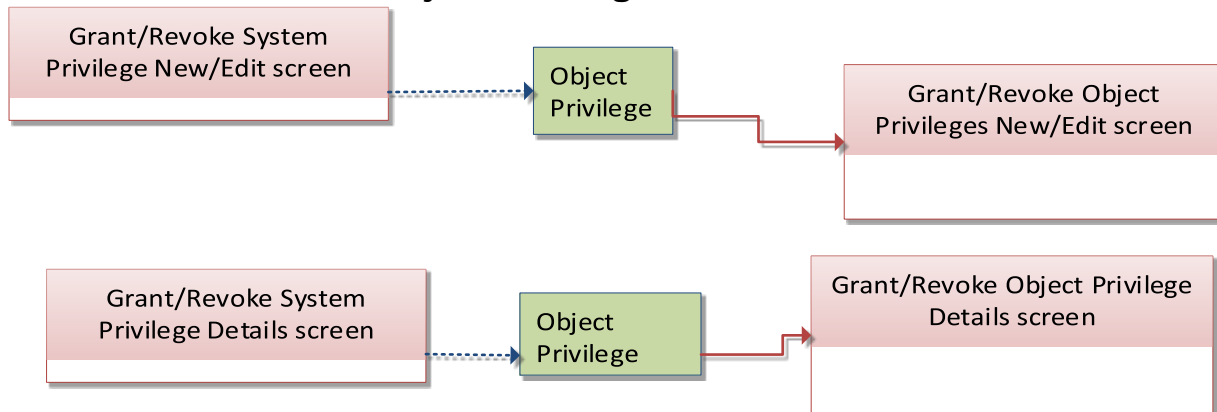 Grant/Revoke System
Privilege New/Edit screen
Object
Privilege
Grant/Revoke Object
Privileges New/Edit screen
Grant/Revoke System
Privilege Details screen
Object
Privilege
Grant/Revoke Object Privilege
Details screen